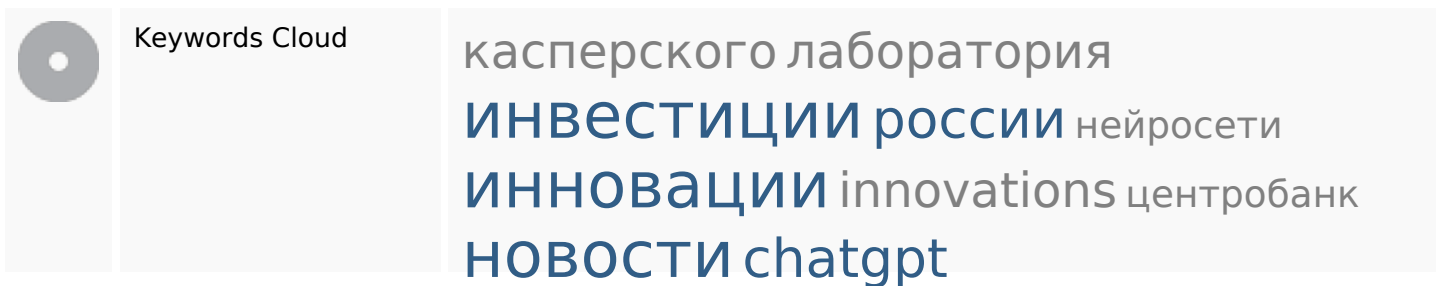 Keywords Cloud
касперского лаборатория
инвестиции россии нейросети
инновации innovations центробанк
новости chatgpt